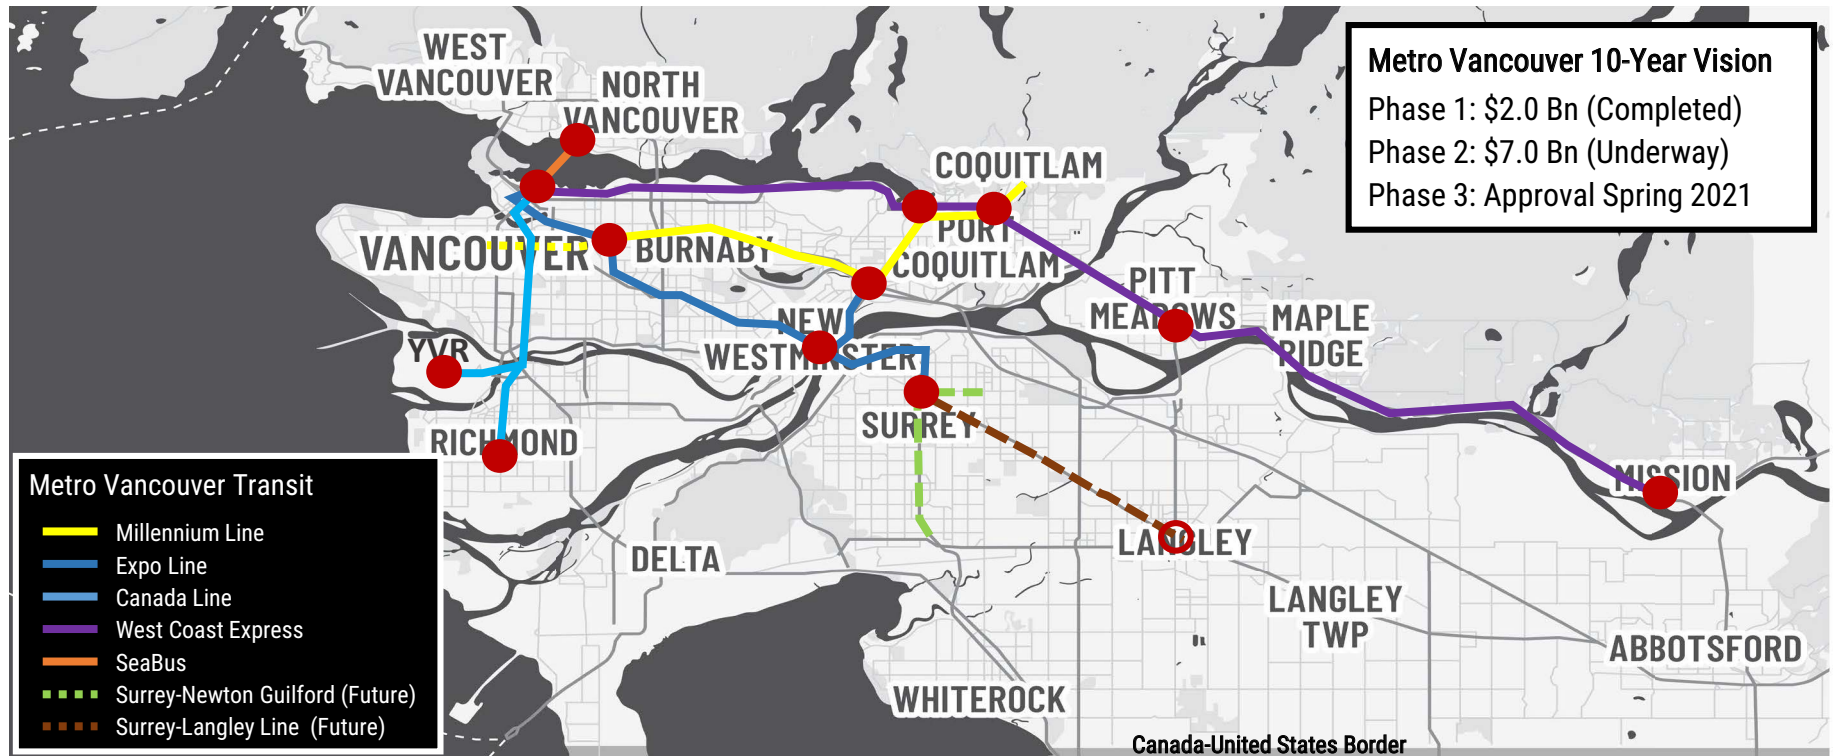 WEST
VANCOUVER
NORTH
VANCOUVER
Metro Vancouver 10-Year Vision
Phase 1: $2.0 Bn (Completed)
Phase 2: $7.0 Bn (Underway)
Phase 3: Approval Spring 2021
COQUITLAM
VANCOUVER
BURNABY
PORT
COQUITLAM
PITT
MEADOWS
MAPLE
RIDGE
NEW
WESTMINSTER
YVR
SURREY
RICHMOND
MISSION
Metro Vancouver Transit
Millennium Line
Expo Line
Canada Line
West Coast Express
SeaBus
Surrey-Newton Guilford (Future)
Surrey-Langley Line (Future)
DELTA
LANGLEY
LANGLEY
TWP
ABBOTSFORD
WHITEROCK
Canada-United States Border